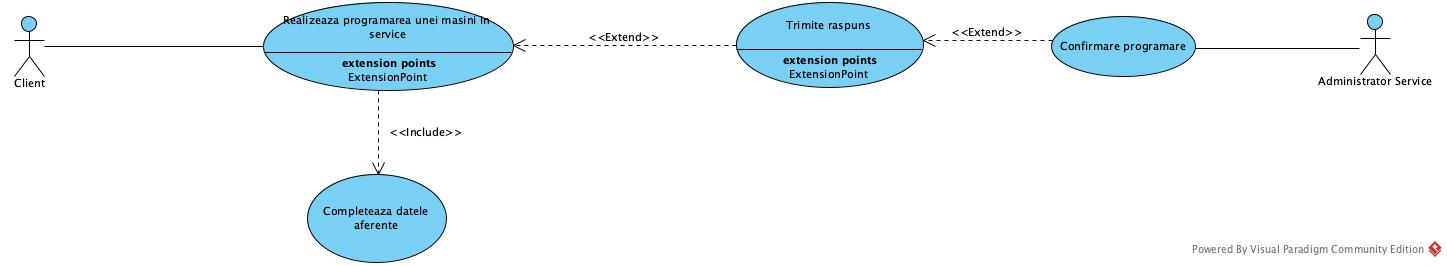 Realizeaza programarea unei masini in
service
extension points
ExtensionPoint
<<Extend>>
Trimite raspuns
extension points
ExtensionPoint
<<Extend>>
Confirmare programare
Client
Administrator Service
<<Include>>
Completeaza datele
aferente
Powered By Visual Paradigm Community Edition